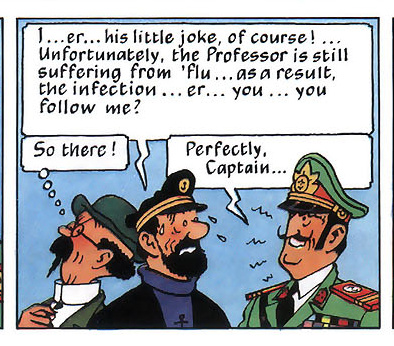 I...er... his little joke, of course! ...
Unfortunately, the Professor is still
suffering from 'flu ... as a result,
the infection ... er... you ... you
follow me?
So there!
Perfectly,
Captain...